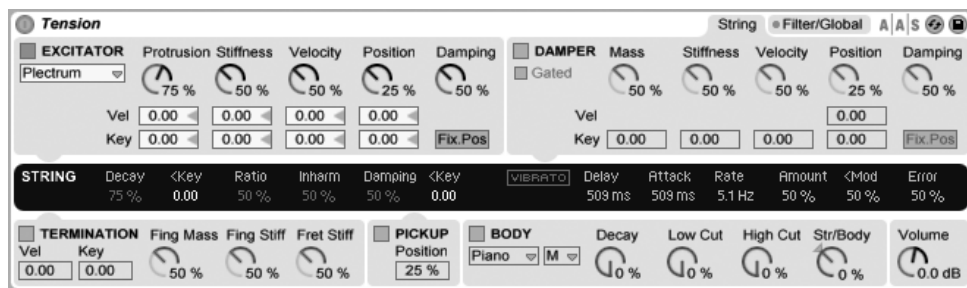 Tension String Filter/Global A A S
EXCITATOR Protrusion Stiffness Velocity Position Damping
Plectrum 75 % 50 % 50 % 25 % 50 %
Vel 0.00 0.00 0.00 0.00
Key 0.00 0.00 0.00 0.00 Fix.Pos
DAMPER Mass Stiffness Velocity Position Damping
Gated 50 % 50 % 50 % 25 % 50 %
Vel 0.00
Key 0.00 0.00 0.00 0.00 Fix.Pos
STRING Decay <Key Ratio Inharm Damping <Key VIBRATO Delay Attack Rate Amount <Mod Error
75 % 0.00 50 % 50 % 50 % 0.00 509 ms 509 ms 5.1 Hz 50 % 50 % 50 %
TERMINATION Fing Mass Fing Stiff Fret Stiff
Vel Key
0.00 0.00 50 % 50 % 50 %
PICKUP
Position
25 %
BODY Decay Low Cut High Cut Str/Body
Piano M 0 % 0 % 0 % 0 %
Volume
0.0 dB